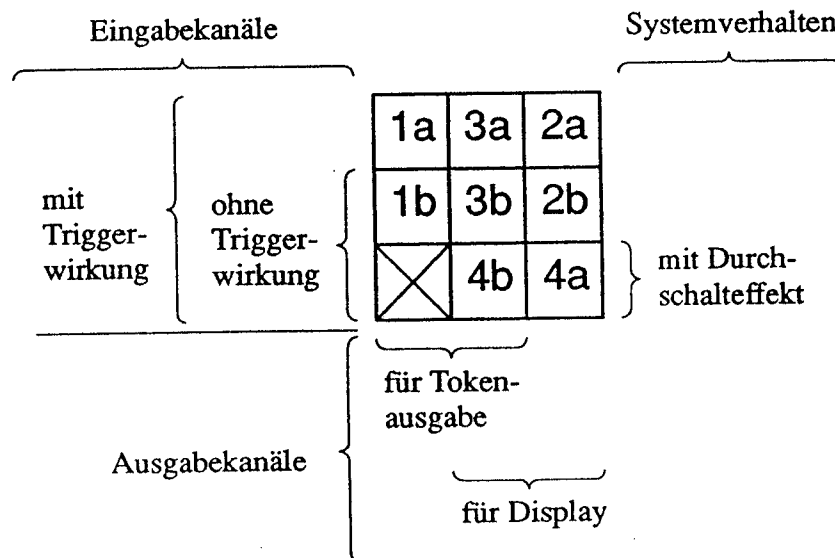 Eingabekanäle
Systemverhalten
1a 3a 2a
mit
Trigger-
wirkung
ohne
Trigger-
wirkung
1b 3b 2b
4b 4a
mit Durch-
schalteffekt
für Token-
ausgabe
Ausgabekanäle
für Display